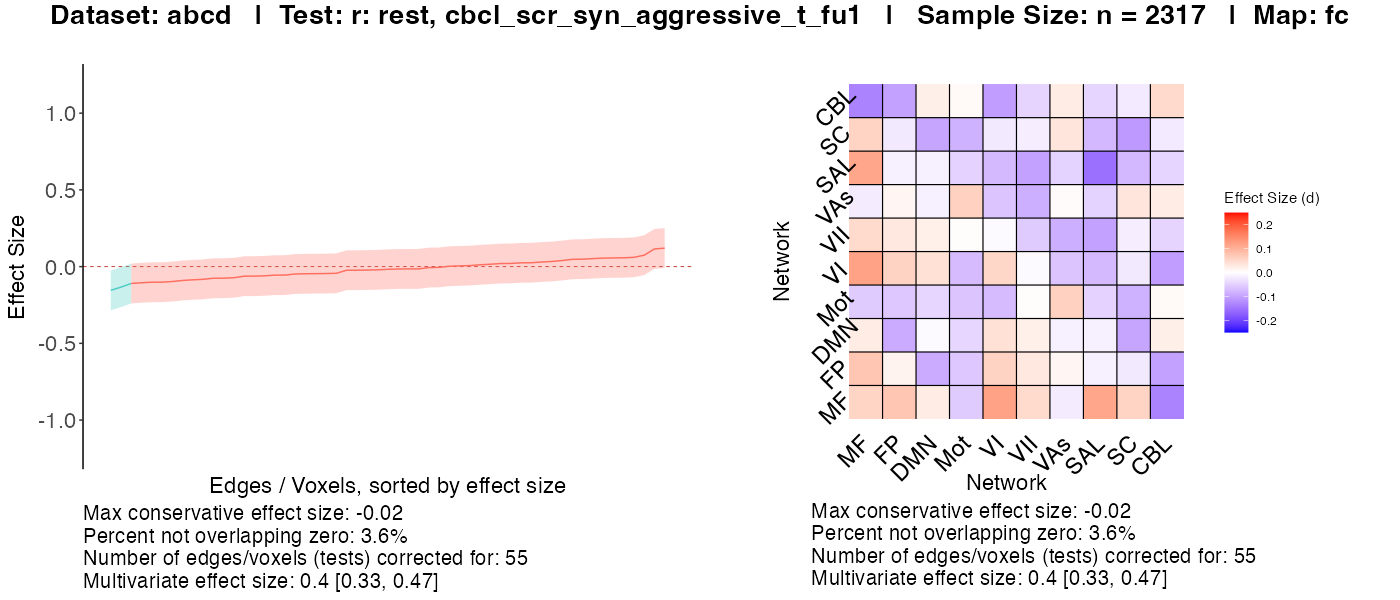 Dataset: abcd | Test: r: rest, cbcl_scr_syn_aggressive_t_fu1 | Sample Size: n = 2317 | Map: fc
Effect Size
1.0
0.5
0.0
-0.5
-1.0
Edges / Voxels, sorted by effect size
Max conservative effect size: -0.02
Percent not overlapping zero: 3.6%
Number of edges/voxels (tests) corrected for: 55
Multivariate effect size: 0.4 [0.33, 0.47]
Network
CBL
SC
SAL
VAs
VII
VI
Mot
DMN
FP
MF
MF FP DMN Mot VI VII VAs SAL SC CBL
Network
Effect Size (d)
0.2
0.1
0.0
-0.1
-0.2
Max conservative effect size: -0.02
Percent not overlapping zero: 3.6%
Number of edges/voxels (tests) corrected for: 55
Multivariate effect size: 0.4 [0.33, 0.47]